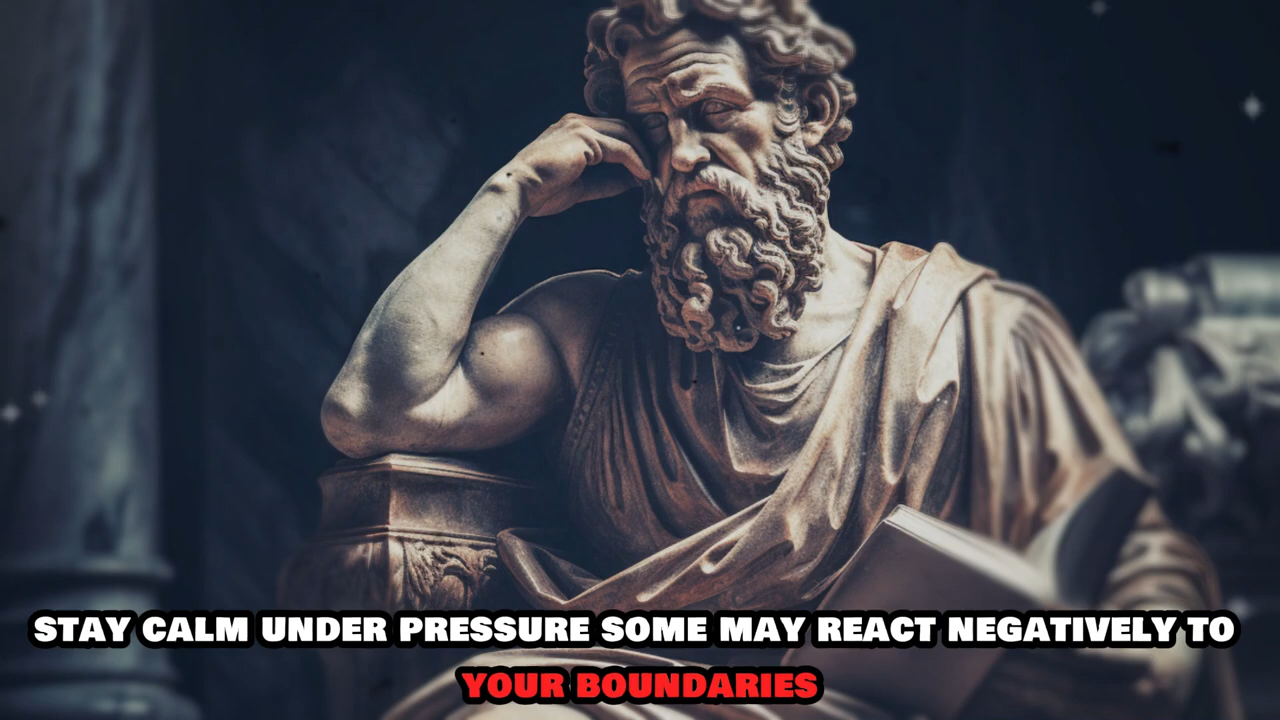 STAY CALM UNDER PRESSURE SOME MAY REACT NEGATIVELY TO
YOUR BOUNDARIES